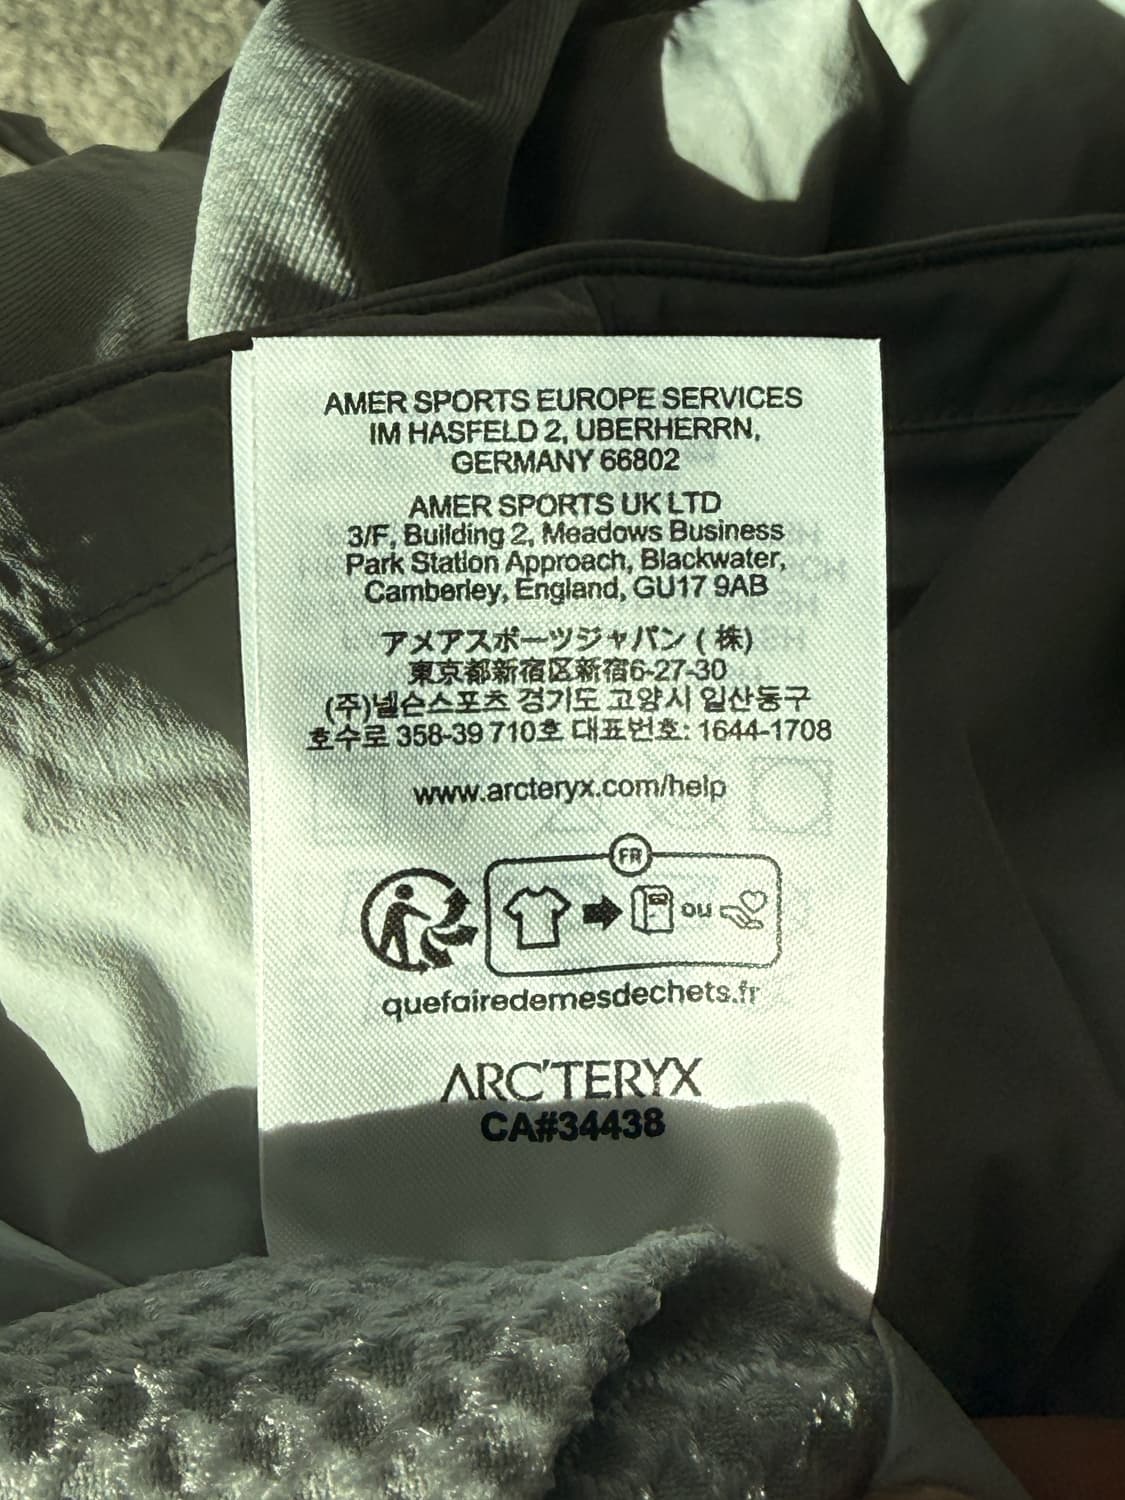 AMER SPORTS EUROPE SERVICES
IM HASFELD 2, UBERHERRN,
GERMANY 66802
AMER SPORTS UK LTD
3/F, Building 2, Meadows Business
Park Station Approach, Blackwater,
Camberley, England, GU17 9AB
アメアスポーツジャパン (株)
東京都新宿区新宿6-27-30
(주)넬슨스포츠 경기도 고양시 일산동구
호수로 358-39 710호 대표번호: 1644-1708
www.arcteryx.com/help
FR
ou
quefairedemesdechets.fr
ARC'TERYX
CA#34438